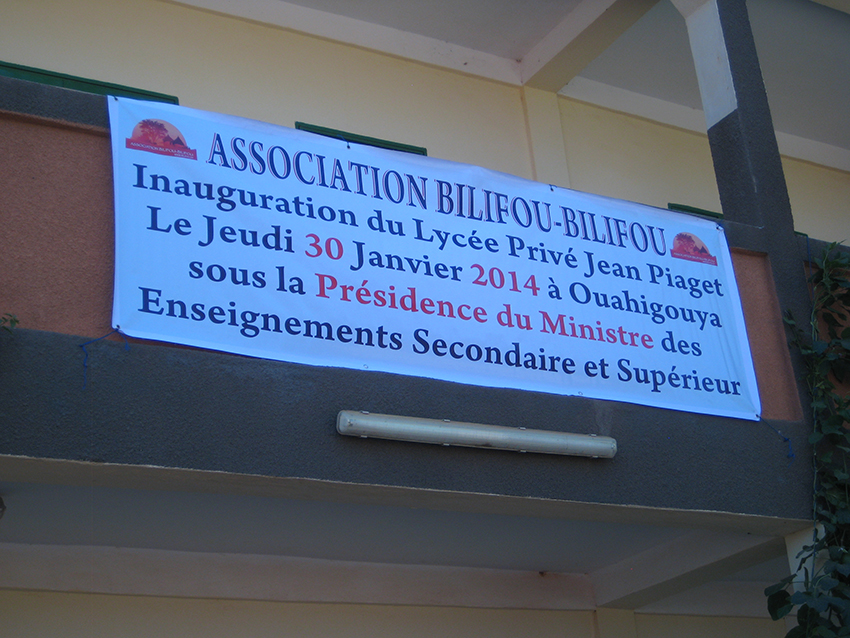 ASSOCIATION BILIFOU-BILIFOU
Inauguration du Lycée Privé Jean Piaget
Le Jeudi 30 Janvier 2014 à Ouahigouya
sous la Présidence du Ministre des
Enseignements Secondaire et Supérieur